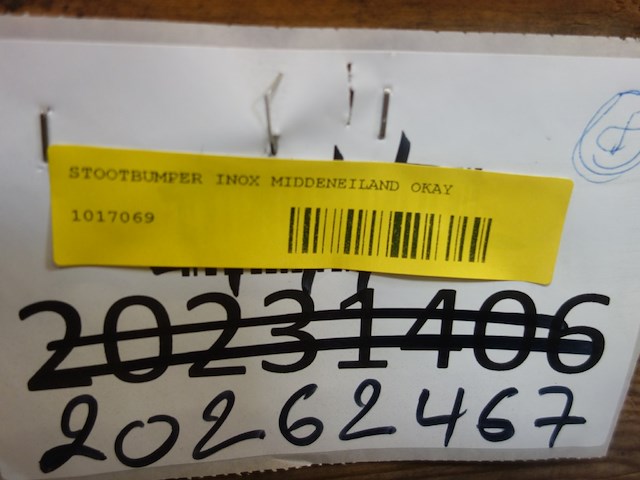 STOOTBUMPER INOX MIDDENEILAND OKAY
1017069
20231406
20262467